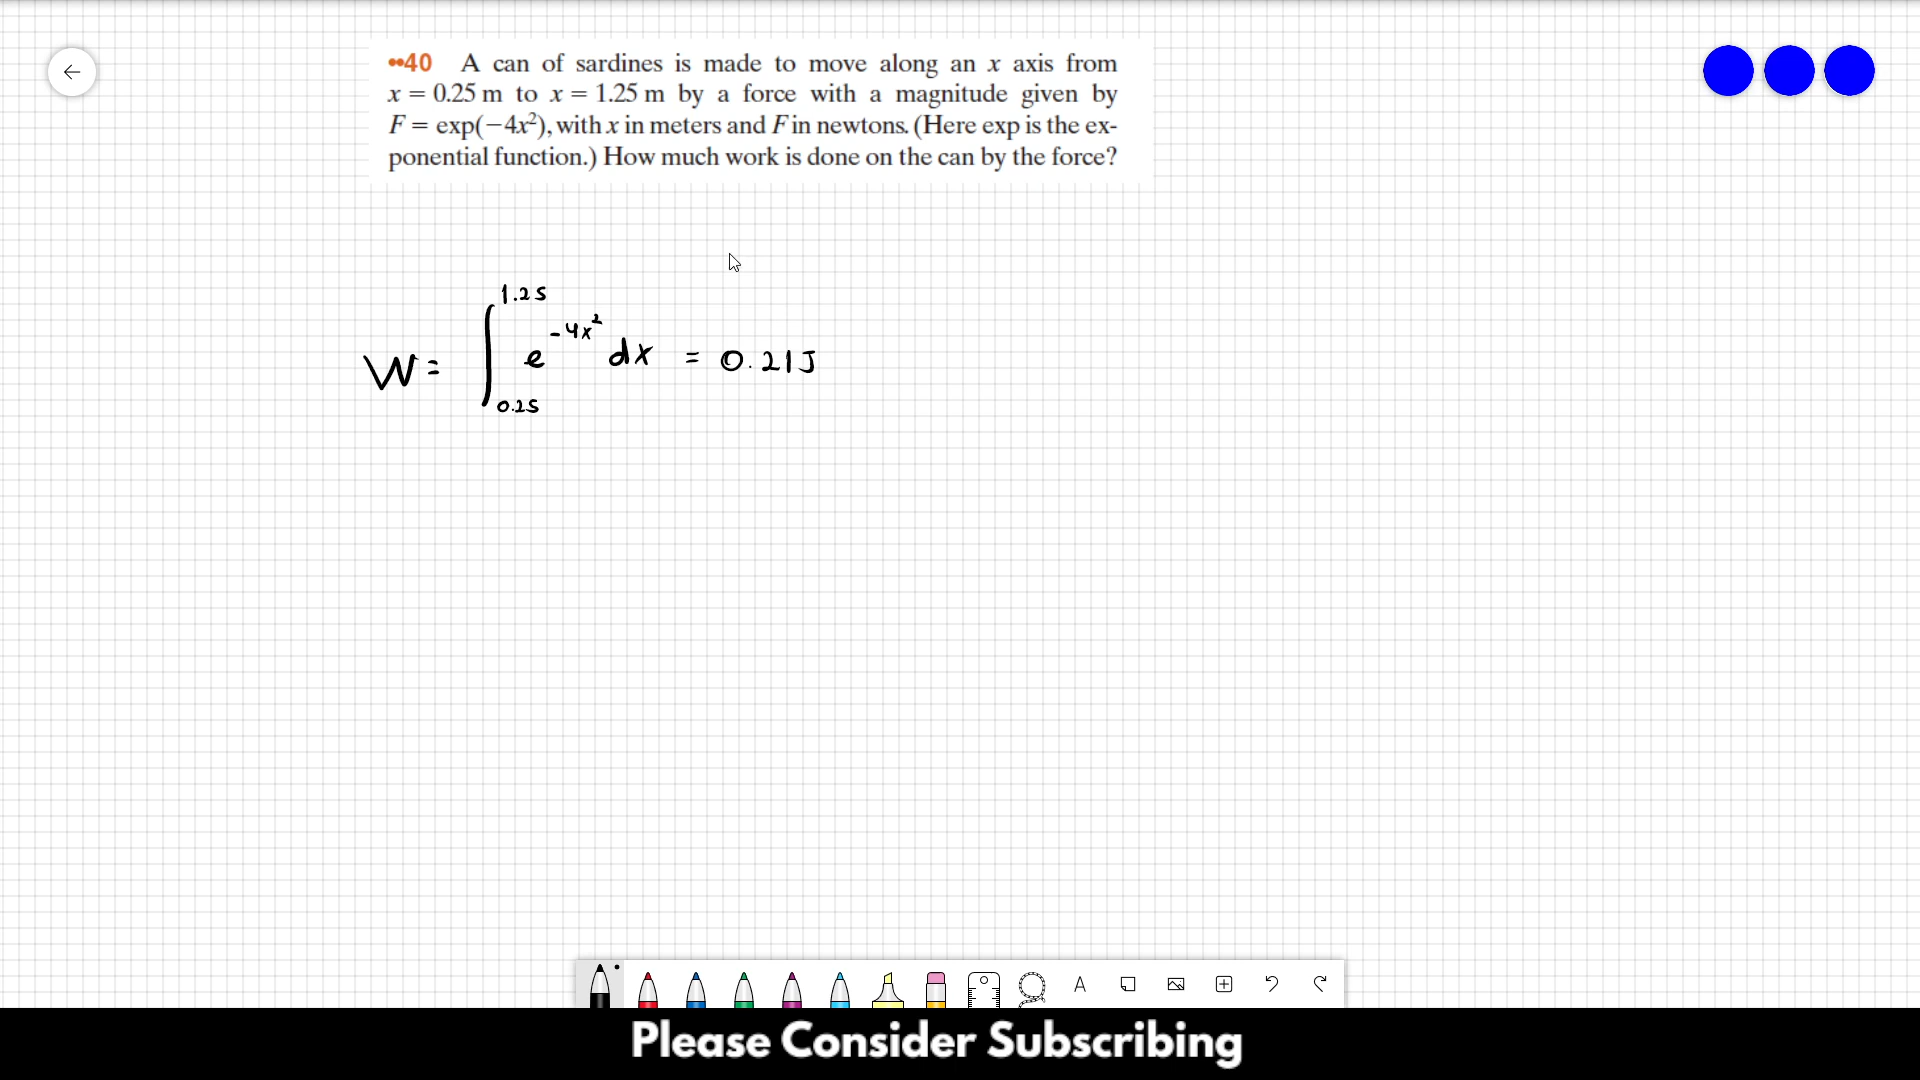 ••40 A can of sardines is made to move along an x axis from
x = 0.25 m to x = 1.25 m by a force with a magnitude given by
F = exp(−4x²), with x in meters and F in newtons. (Here exp is the ex-
ponential function.) How much work is done on the can by the force?
1.25
W = ∫ e^-4x² dx = 0.21J
0.25
A
Please Consider Subscribing